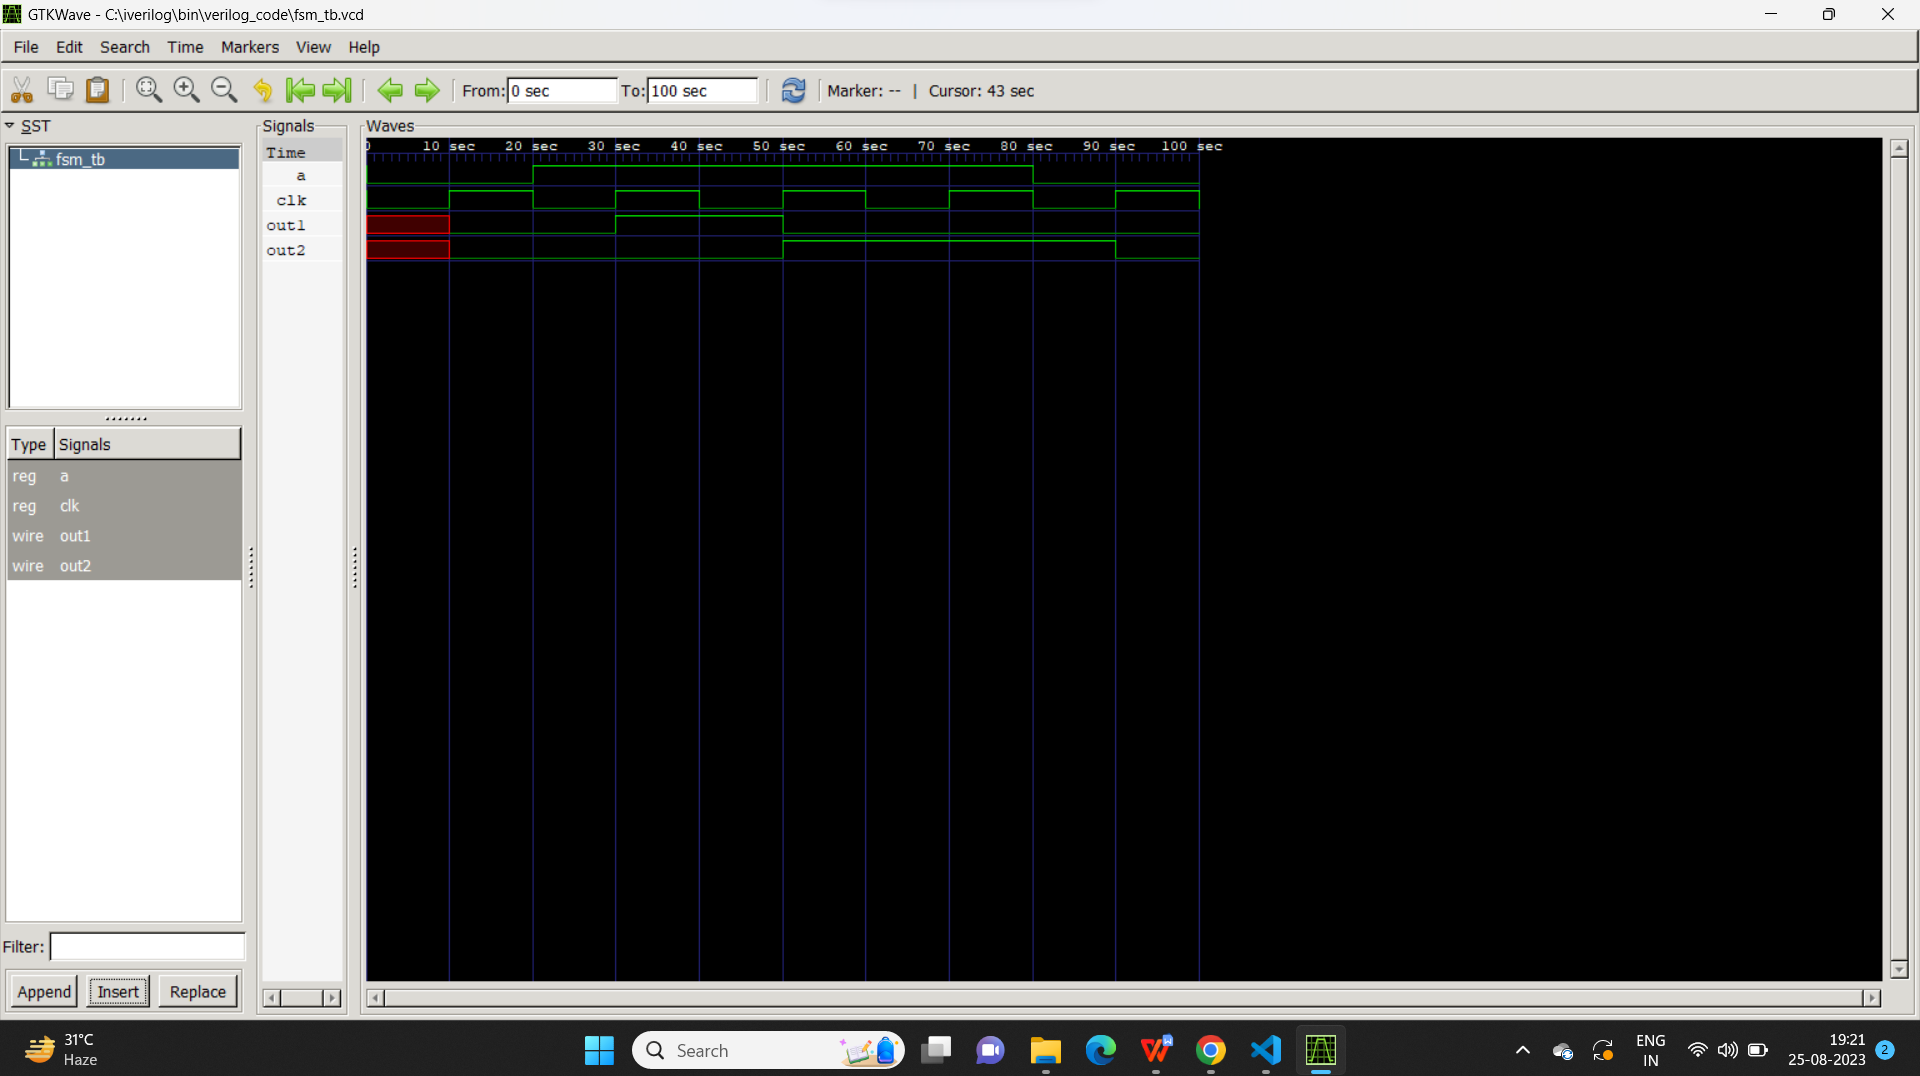 GTKWave - C:\iverilog\bin\verilog_code\fsm_tb.vcd
File Edit Search Time Markers View Help
From: 0 sec To: 100 sec Marker: -- | Cursor: 43 sec
SST
fsm_tb
Type Signals
reg a
reg clk
wire out1
wire out2
Filter:
Append Insert Replace
Signals
Time
a
clk
out1
out2
Waves
0 10 sec 20 sec 30 sec 40 sec 50 sec 60 sec 70 sec 80 sec 90 sec 100 sec
31°C
Haze
Search
ENG
IN
19:21
25-08-2023
2